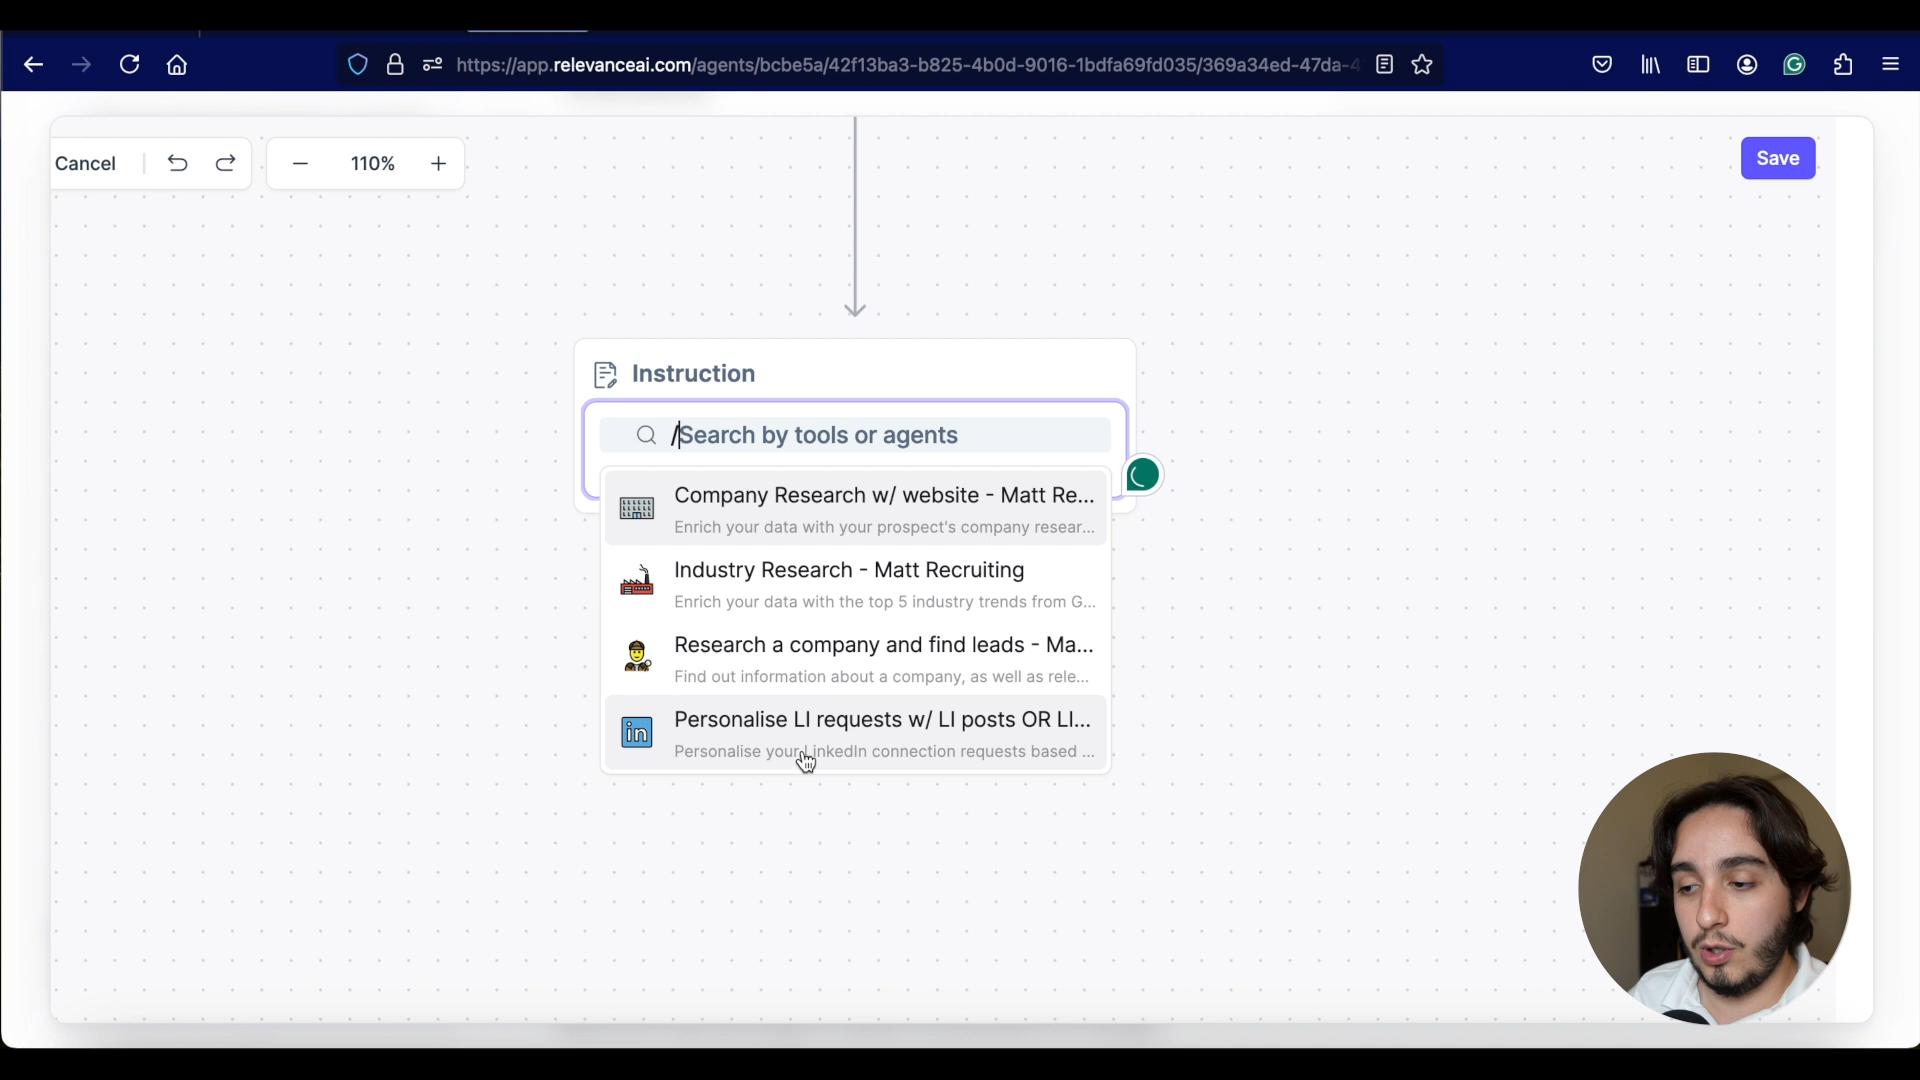 https://app.relevanceai.com/agents/bcbe5a/42f13ba3-b825-4b0d-9016-1bdfa69fd035/369a34ed-47da-4
Cancel
110%
Save
Instruction
/Search by tools or agents
Company Research w/ website - Matt Re...
Enrich your data with your prospect's company resear...
Industry Research - Matt Recruiting
Enrich your data with the top 5 industry trends from G...
Research a company and find leads - Ma...
Find out information about a company, as well as rele...
in
Personalise LI requests w/ LI posts OR LI...
Personalise your LinkedIn connection requests based ...